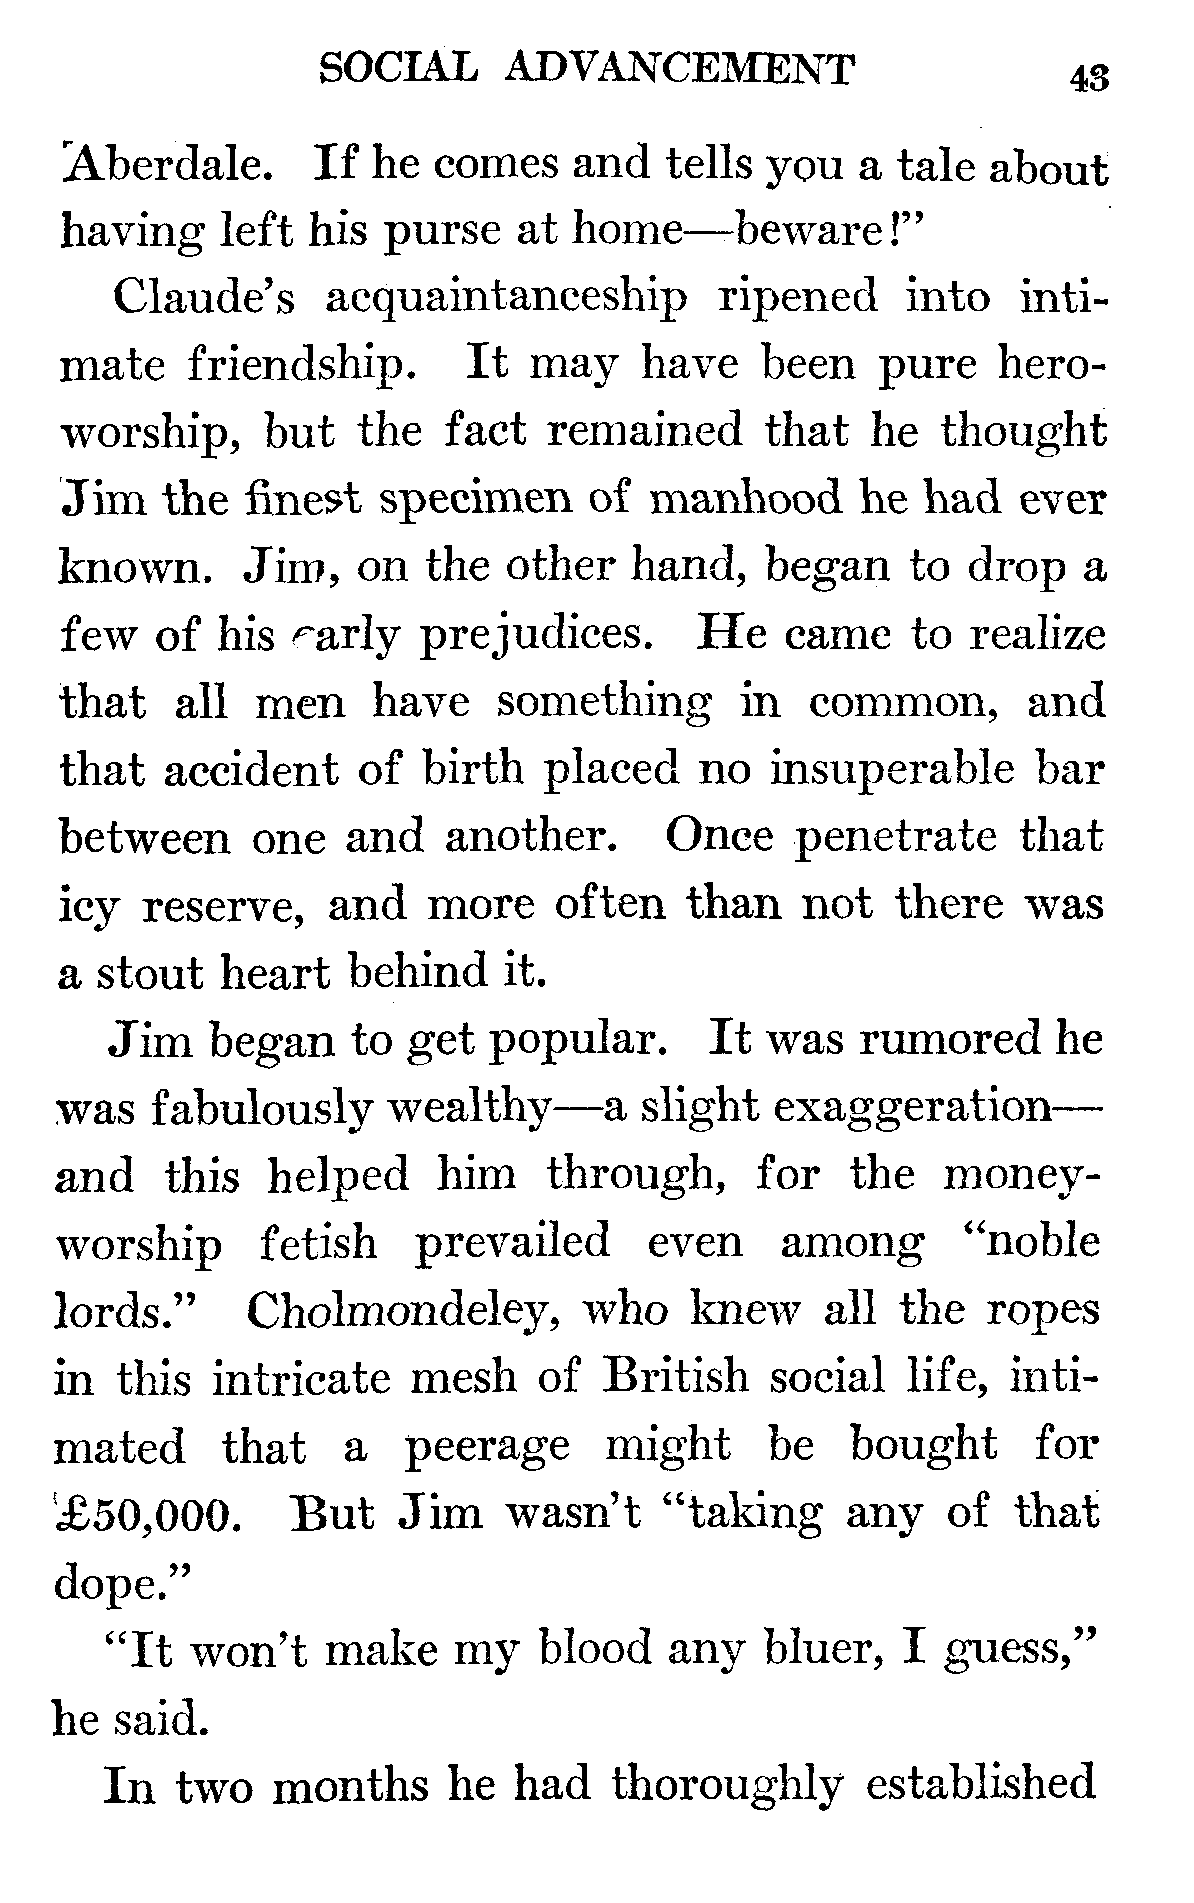 SOCIAL ADVANCEMENT 43
Aberdale. If he comes and tells you a tale about
having left his purse at home—beware!”
Claude’s acquaintanceship ripened into inti-
mate friendship. It may have been pure hero-
worship, but the fact remained that he thought
Jim the finest specimen of manhood he had ever
known. Jim, on the other hand, began to drop a
few of his early prejudices. He came to realize
that all men have something in common, and
that accident of birth placed no insuperable bar
between one and another. Once penetrate that
icy reserve, and more often than not there was
a stout heart behind it.
Jim began to get popular. It was rumored he
was fabulously wealthy—a slight exaggeration—
and this helped him through, for the money-
worship fetish prevailed even among “noble
lords.” Cholmondeley, who knew all the ropes
in this intricate mesh of British social life, inti-
mated that a peerage might be bought for
£50,000. But Jim wasn’t “taking any of that
dope.”
“It won’t make my blood any bluer, I guess,”
he said.
In two months he had thoroughly established